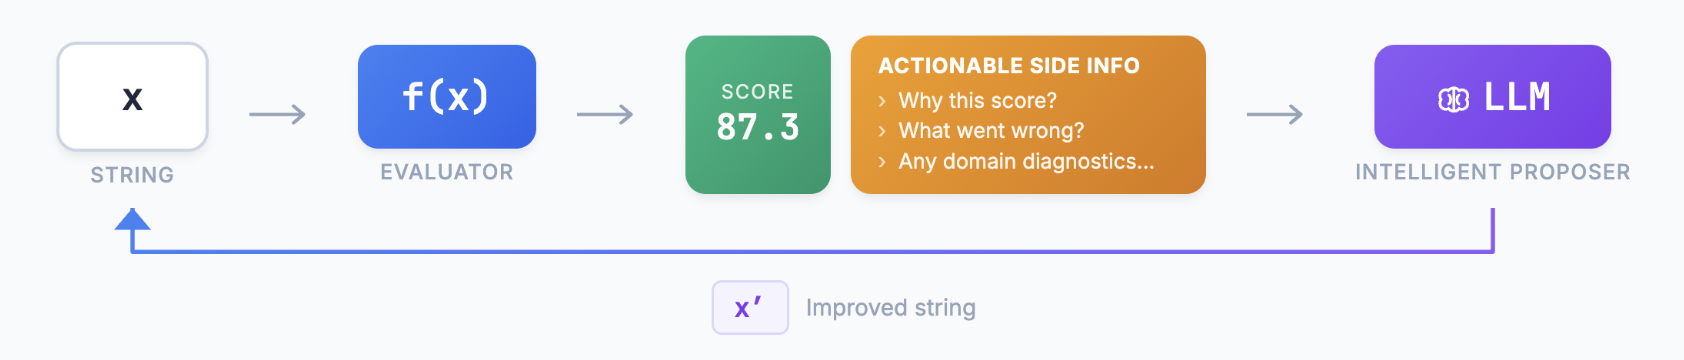 x
STRING
f(x)
EVALUATOR
SCORE
87.3
ACTIONABLE SIDE INFO
› Why this score?
› What went wrong?
› Any domain diagnostics...
LLM
INTELLIGENT PROPOSER
x′ Improved string